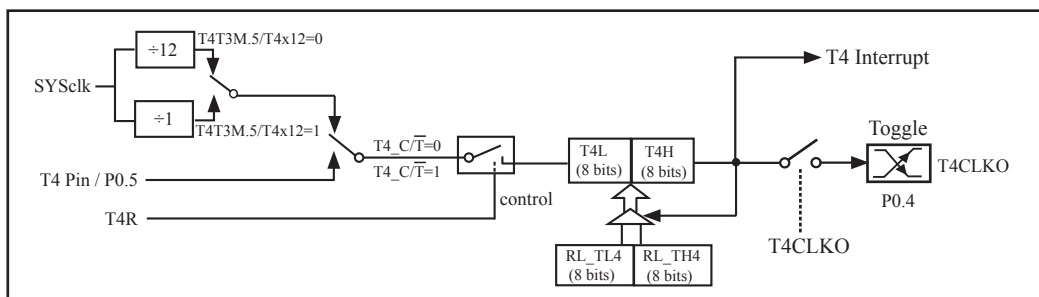 T4T3M.5/T4x12=0
÷12
SYSclk
÷1
T4T3M.5/T4x12=1
T4_C/T̅=0
T4_C/T̅=1
T4 Pin / P0.5
T4R
control
T4L
(8 bits)
T4H
(8 bits)
RL_TL4
(8 bits)
RL_TH4
(8 bits)
T4 Interrupt
Toggle
T4CLKO
P0.4
T4CLKO